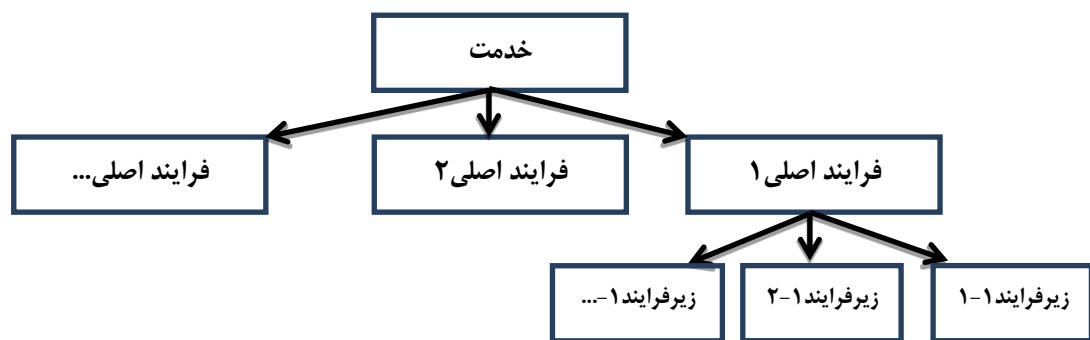 خدمت
فرایند اصلی۱
فرایند اصلی۲
فرایند اصلی...
زیرفرایند۱-۱
زیرفرایند۱-۲
زیرفرایند۱-...